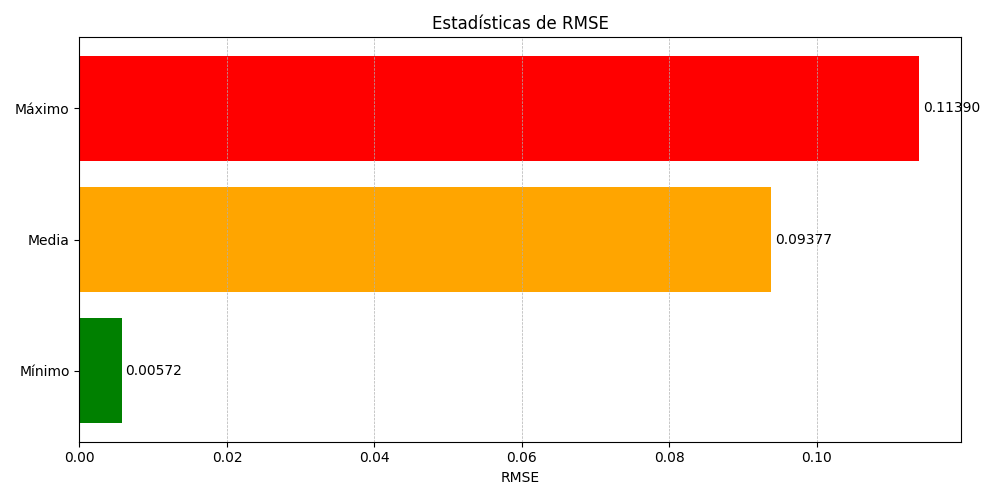 Estadísticas de RMSE
Máximo
0.11390
Media
0.09377
Mínimo
0.00572
0.00 0.02 0.04 0.06 0.08 0.10
RMSE